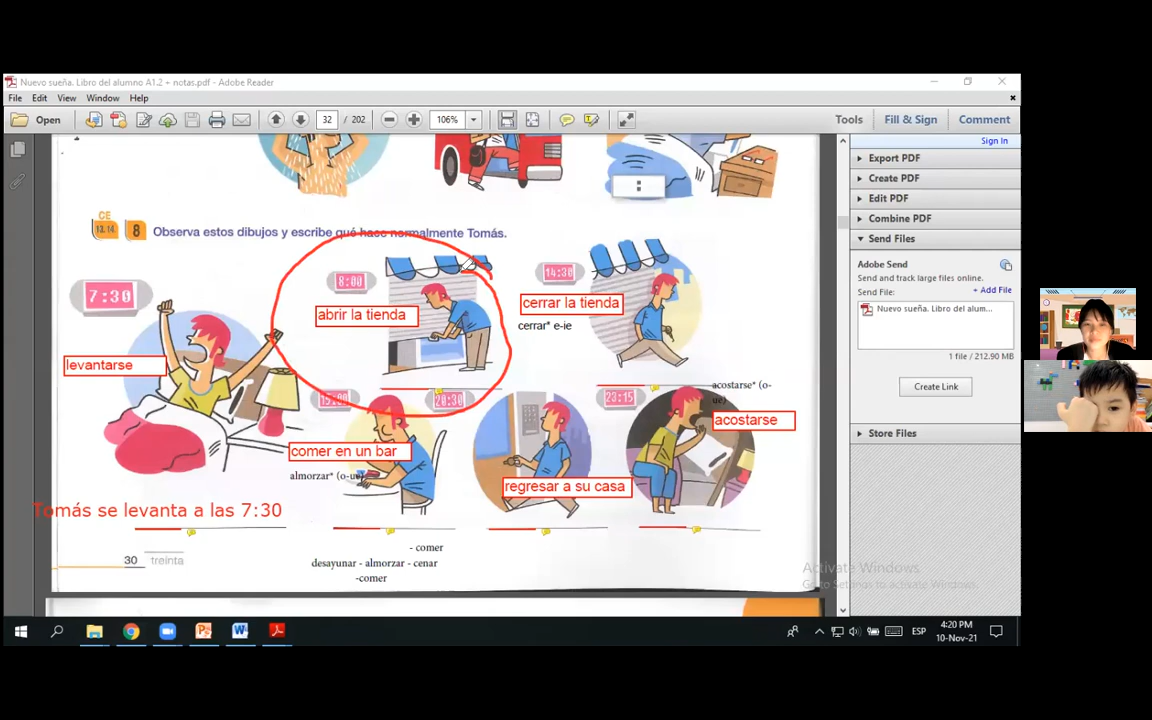 Nuevo sueña. Libro del alumno A1.2 + notas.pdf - Adobe Reader
File Edit View Window Help
Open 32 / 202 106% Tools Fill & Sign Comment
Sign In
Export PDF
Create PDF
Edit PDF
Combine PDF
Send Files
Adobe Send
Send and track large files online.
Send File: + Add File
Nuevo sueña. Libro del alum...
1 file / 212.90 MB
Create Link
Store Files
:
CE
13, 14 8 Observa estos dibujos y escribe qué hace normalmente Tomás.
7:30
levantarse
8:00
abrir la tienda
14:30
cerrar la tienda
cerrar* e-ie
15:00 20:30
comer en un bar
almorzar* (o-ue)
regresar a su casa
23:15
acostarse* (o-
ue)
acostarse
Tomás se levanta a las 7:30
- comer
desayunar - almorzar - cenar
-comer
30 treinta
Activate Windows
Go to Settings to activate Windows.
ESP
4:20 PM
10-Nov-21